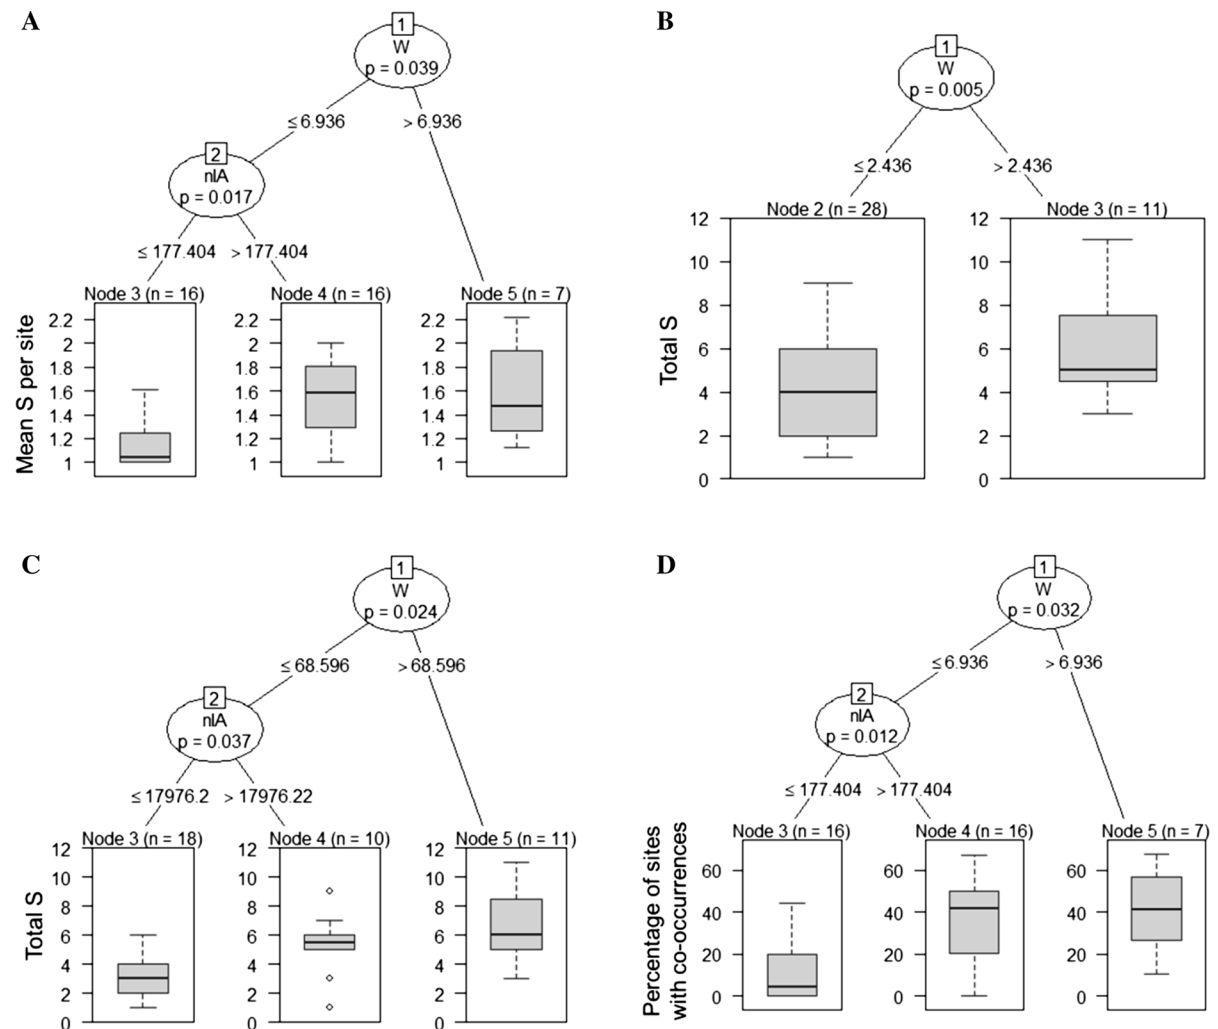 A
1
W
p = 0.039
≤ 6.936
> 6.936
2
nIA
p = 0.017
≤ 177.404
> 177.404
Node 3 (n = 16)
Node 4 (n = 16)
Node 5 (n = 7)
Mean S per site
2.2
2
1.8
1.6
1.4
1.2
1
2.2
2
1.8
1.6
1.4
1.2
1
2.2
2
1.8
1.6
1.4
1.2
1
B
1
W
p = 0.005
≤ 2.436
> 2.436
Node 2 (n = 28)
Node 3 (n = 11)
Total S
12
10
8
6
4
2
0
12
10
8
6
4
2
0
C
1
W
p = 0.024
≤ 68.596
> 68.596
2
nIA
p = 0.037
≤ 17976.2
> 17976.22
Node 3 (n = 18)
Node 4 (n = 10)
Node 5 (n = 11)
Total S
12
10
8
6
4
2
0
12
10
8
6
4
2
0
12
10
8
6
4
2
0
D
1
W
p = 0.032
≤ 6.936
> 6.936
2
nIA
p = 0.012
≤ 177.404
> 177.404
Node 3 (n = 16)
Node 4 (n = 16)
Node 5 (n = 7)
Percentage of sites
with co-occurrences
60
40
20
0
60
40
20
0
60
40
20
0